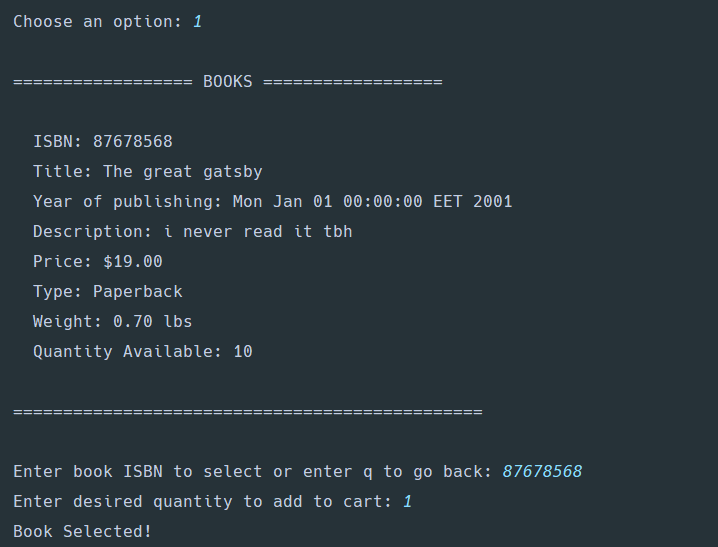 Choose an option: 1
================== BOOKS ==================
ISBN: 87678568
Title: The great gatsby
Year of publishing: Mon Jan 01 00:00:00 EET 2001
Description: i never read it tbh
Price: $19.00
Type: Paperback
Weight: 0.70 lbs
Quantity Available: 10
===============================================
Enter book ISBN to select or enter q to go back: 87678568
Enter desired quantity to add to cart: 1
Book Selected!